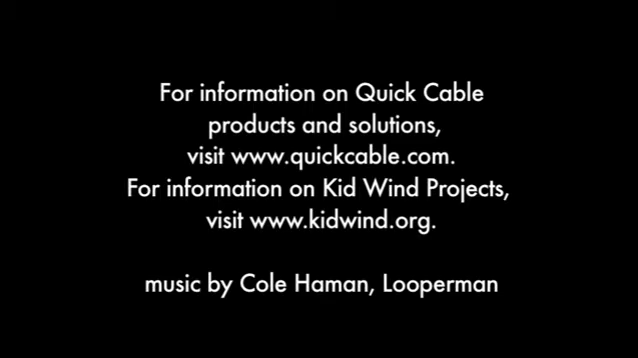 For information on Quick Cable
products and solutions,
visit www.quickcable.com.
For information on Kid Wind Projects,
visit www.kidwind.org.
music by Cole Haman, Looperman